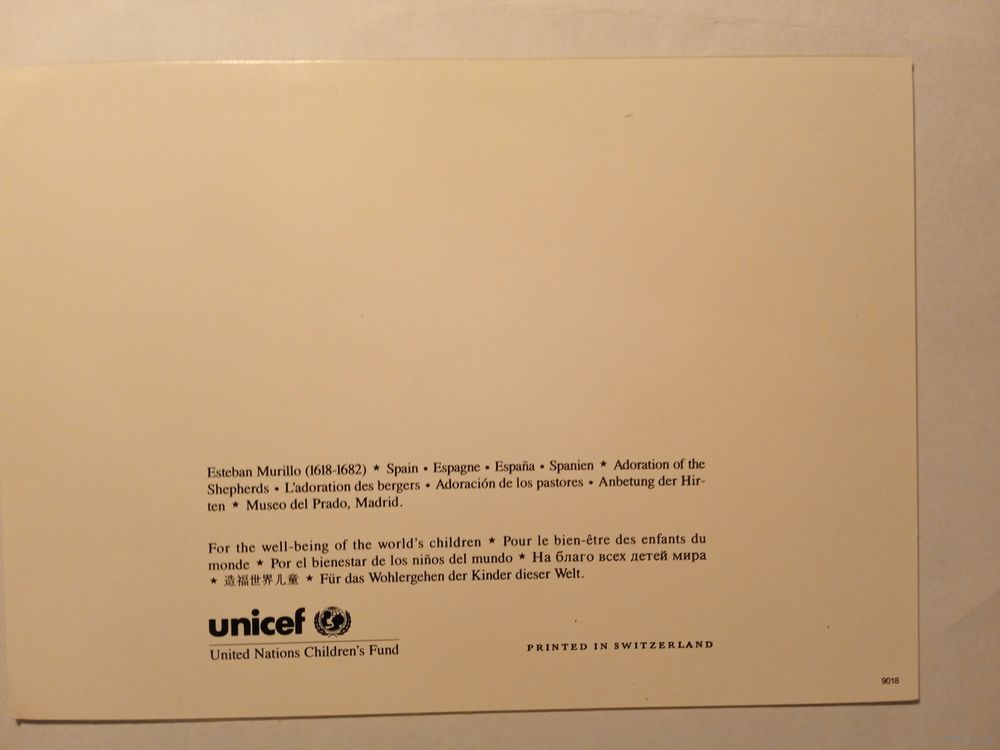 Esteban Murillo (1618-1682) ★ Spain • Espagne • España • Spanien ★ Adoration of the
Shepherds • L'adoration des bergers • Adoración de los pastores • Anbetung der Hir-
ten ★ Museo del Prado, Madrid.
For the well-being of the world's children ★ Pour le bien-être des enfants du
monde ★ Por el bienestar de los niños del mundo ★ На благо всех детей мира
★ 造福世界儿童 ★ Für das Wohlergehen der Kinder dieser Welt.
unicef
United Nations Children's Fund
PRINTED IN SWITZERLAND
9018